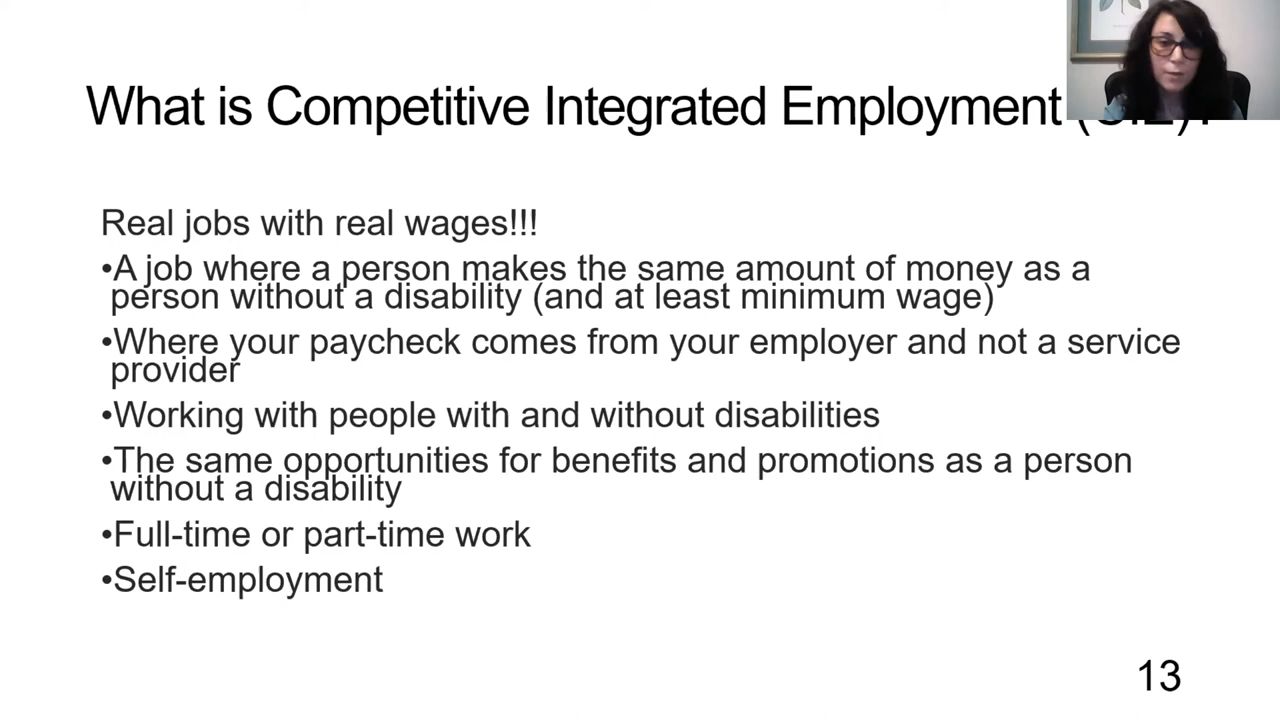 What is Competitive Integrated Employment
Real jobs with real wages!!!
•A job where a person makes the same amount of money as a
person without a disability (and at least minimum wage)
•Where your paycheck comes from your employer and not a service
provider
•Working with people with and without disabilities
•The same opportunities for benefits and promotions as a person
without a disability
•Full-time or part-time work
•Self-employment
13